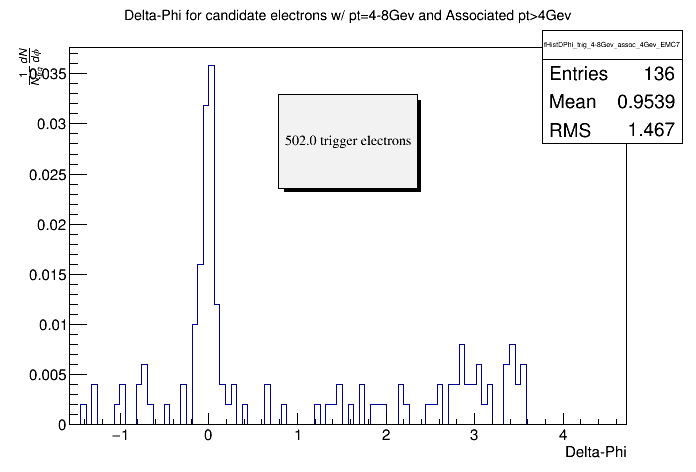 Delta-Phi for candidate electrons w/ pt=4-8Gev and Associated pt>4Gev
fHistDPhi_trig_4-8Gev_assoc_4Gev_EMC7
Entries 136
Mean 0.9539
RMS 1.467
502.0 trigger electrons
0.035
0.03
0.025
0.02
0.015
0.01
0.005
0
−1 0 1 2 3 4
Delta-Phi